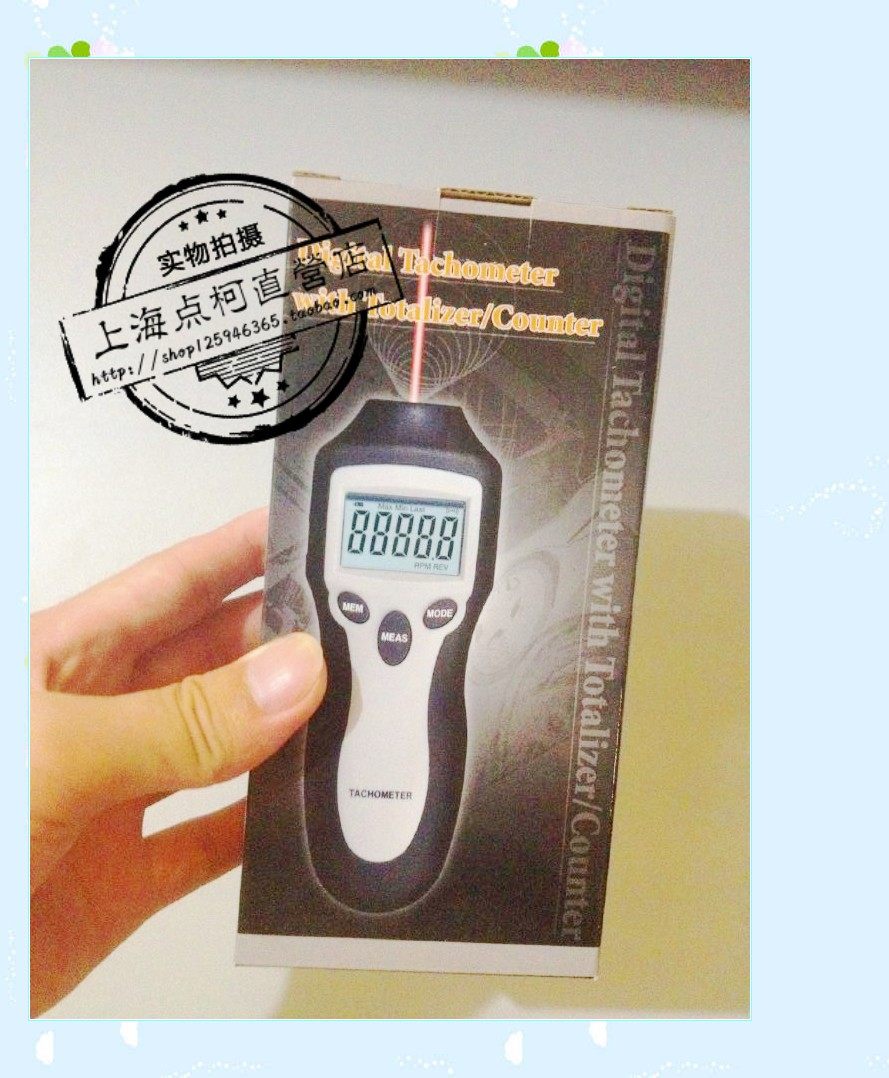 实物拍摄
上海点柯直營店
http://shop125946365.taobao.com
Digital Tachometer
With Totalizer/Counter
Digital Tachometer with Totalizer/Counter
Max Min Last
88888
RPM REV
MEM
MODE
MEAS
TACHOMETER